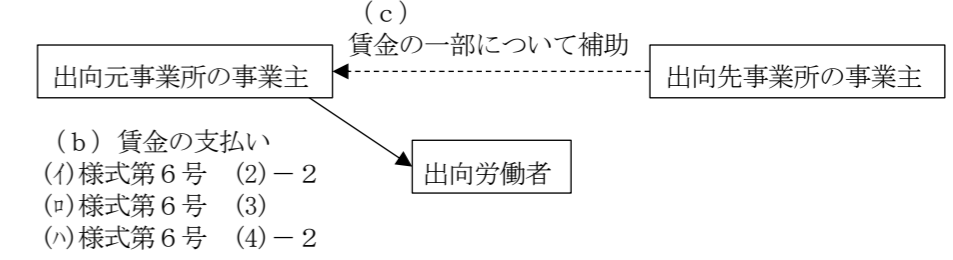 （ｃ）
賃金の一部について補助
出向元事業所の事業主
出向先事業所の事業主
（ｂ）賃金の支払い
(ｲ)様式第６号　(2)－２
(ﾛ)様式第６号　(3)
(ﾊ)様式第６号　(4)－２
出向労働者